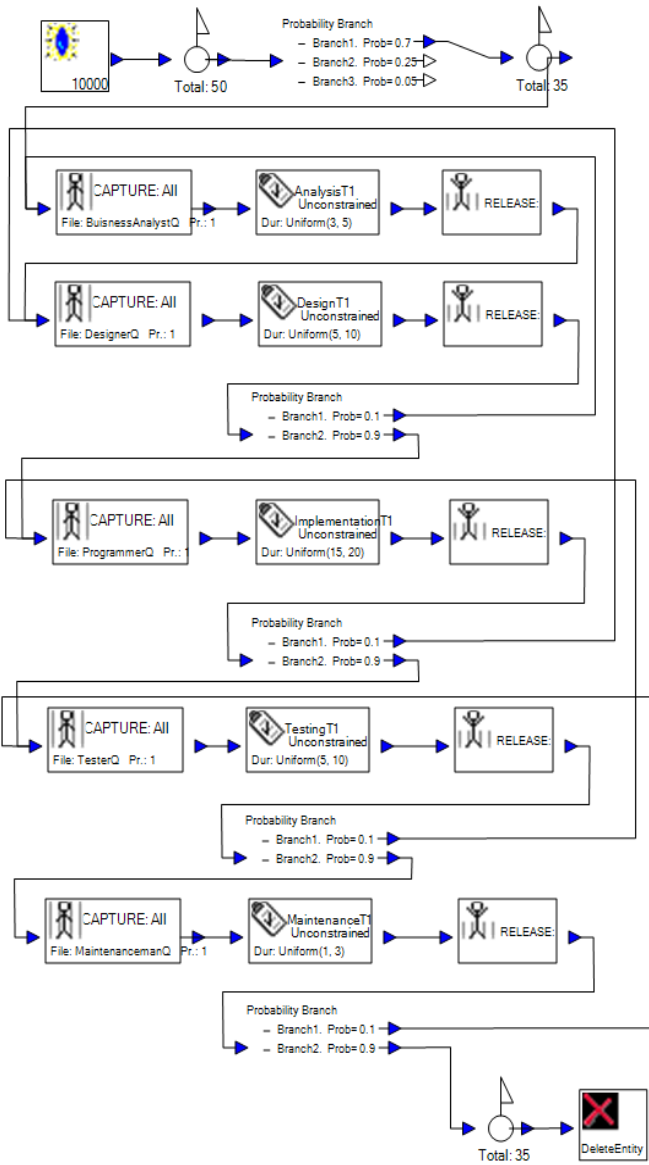 Probability Branch
10000
Total: 50
– Branch1. Prob=0.7
– Branch2. Prob=0.25
– Branch3. Prob=0.05
Total: 35
CAPTURE: All
File: BuisnessAnalystQ Pr.: 1
AnalysisT1
Unconstrained
Dur: Uniform(3, 5)
RELEASE:
CAPTURE: All
File: DesignerQ Pr.: 1
DesignT1
Unconstrained
Dur: Uniform(5, 10)
RELEASE:
Probability Branch
– Branch1. Prob=0.1
– Branch2. Prob=0.9
CAPTURE: All
File: ProgrammerQ Pr.: 1
ImplementationT1
Unconstrained
Dur: Uniform(15, 20)
RELEASE:
Probability Branch
– Branch1. Prob=0.1
– Branch2. Prob=0.9
CAPTURE: All
File: TesterQ Pr.: 1
TestingT1
Unconstrained
Dur: Uniform(5, 10)
RELEASE:
Probability Branch
– Branch1. Prob=0.1
– Branch2. Prob=0.9
CAPTURE: All
File: MaintenancemanQ Pr.: 1
MaintenanceT1
Unconstrained
Dur: Uniform(1, 3)
RELEASE:
Probability Branch
– Branch1. Prob=0.1
– Branch2. Prob=0.9
Total: 35
DeleteEntity